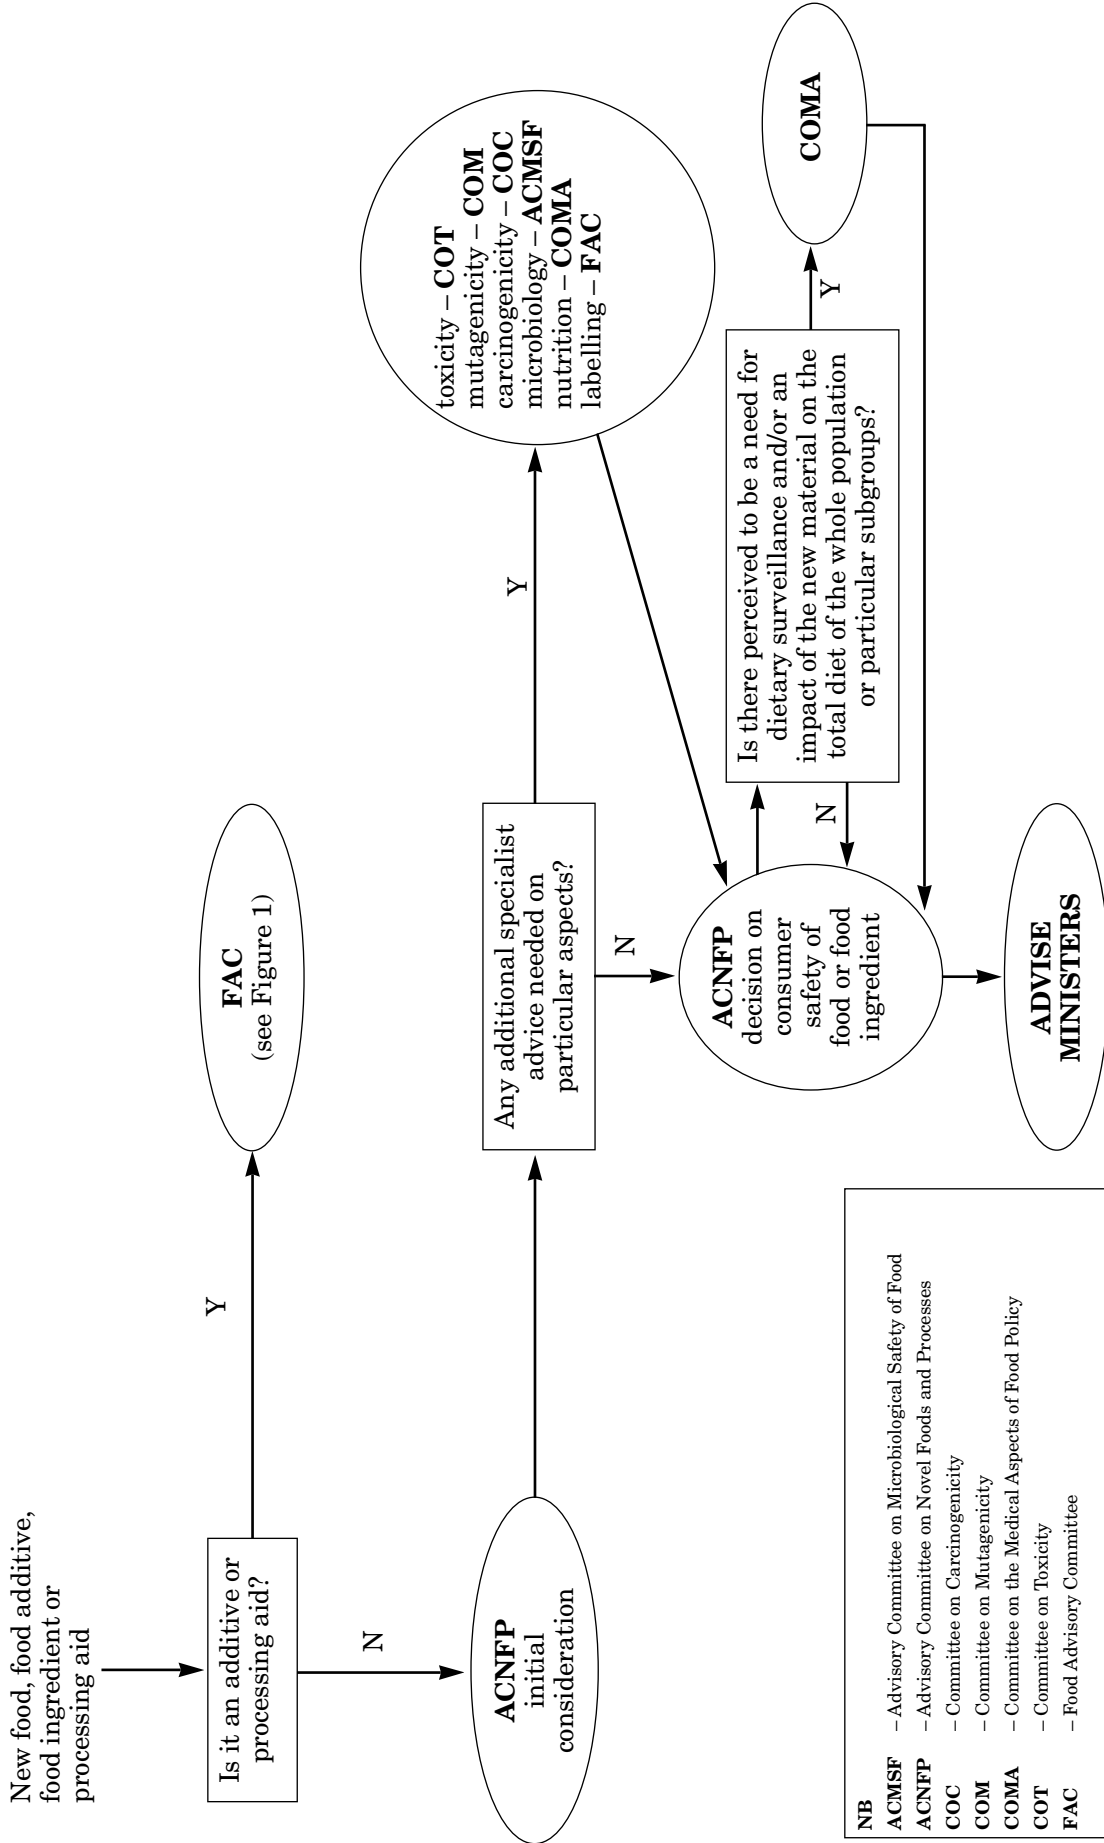 New food, food additive,
food ingredient or
processing aid
Is it an additive or
processing aid?
Y
FAC
(see Figure 1)
N
ACNFP
initial
consideration
Any additional specialist
advice needed on
particular aspects?
Y
toxicity – COT
mutagenicity – COM
carcinogenicity – COC
microbiology – ACMSF
nutrition – COMA
labelling – FAC
N
ACNFP
decision on
consumer
safety of
food or food
ingredient
Is there perceived to be a need for
dietary surveillance and/or an
impact of the new material on the
total diet of the whole population
or particular subgroups?
N
Y
COMA
ADVISE
MINISTERS
NB
ACMSF – Advisory Committee on Microbiological Safety of Food
ACNFP – Advisory Committee on Novel Foods and Processes
COC – Committee on Carcinogenicity
COM – Committee on Mutagenicity
COMA – Committee on the Medical Aspects of Food Policy
COT – Committee on Toxicity
FAC – Food Advisory Committee